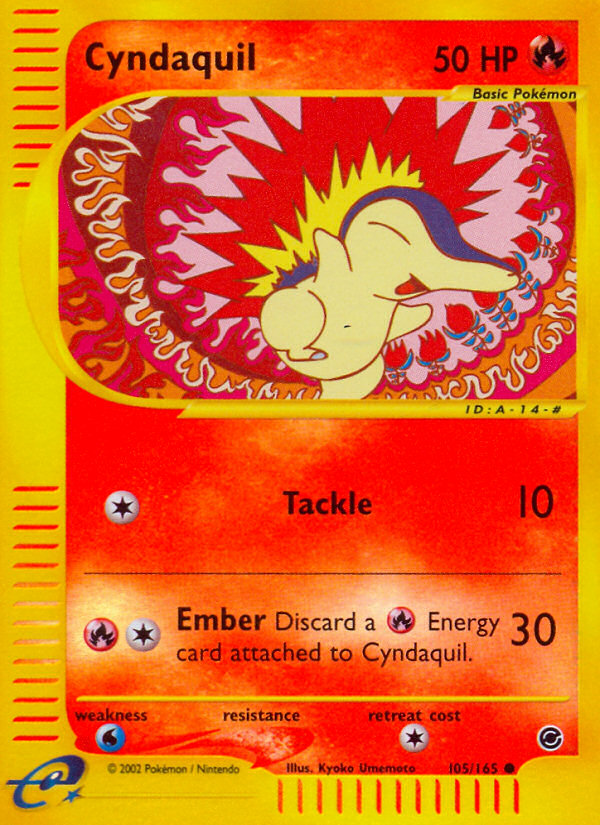 Cyndaquil 50 HP
Basic Pokémon
ID:A-14-#
Tackle 10
Ember Discard a Energy 30
card attached to Cyndaquil.
weakness resistance retreat cost
© 2002 Pokémon / Nintendo Illus. Kyoko Umemoto 105/165